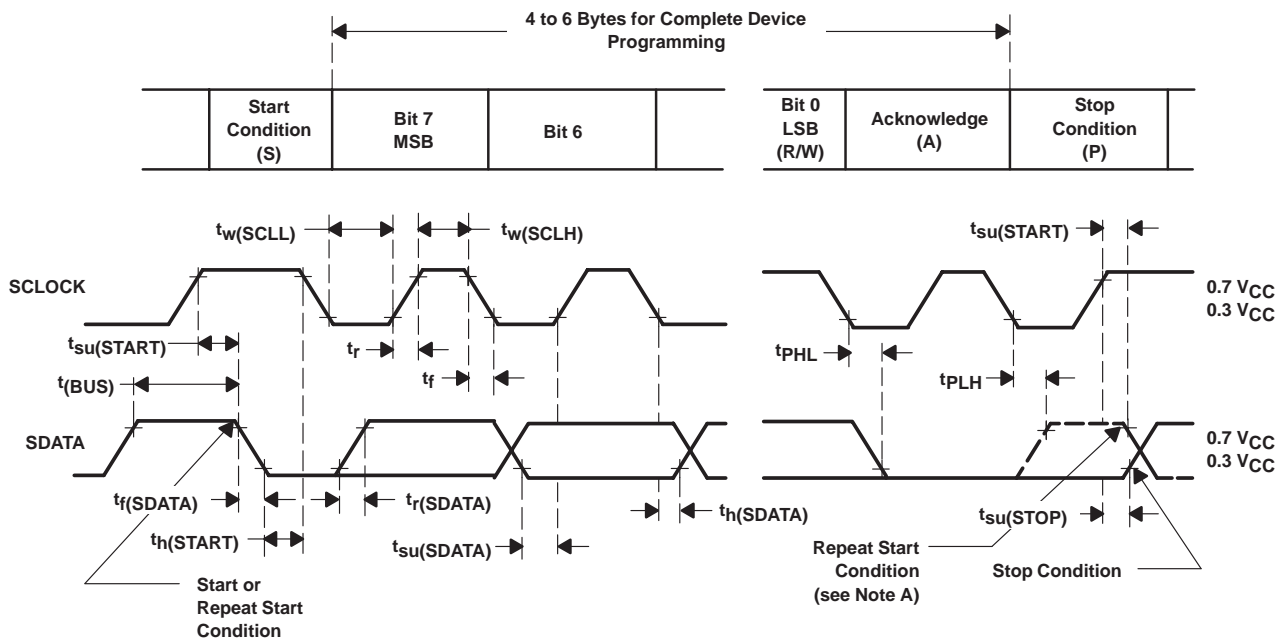 4 to 6 Bytes for Complete Device
Programming
Start
Condition
(S)
Bit 7
MSB
Bit 6
Bit 0
LSB
(R/W)
Acknowledge
(A)
Stop
Condition
(P)
tw(SCLL)
tw(SCLH)
tsu(START)
SCLOCK
0.7 VCC
0.3 VCC
tsu(START)
tr
tPHL
t(BUS)
tf
tPLH
SDATA
0.7 VCC
0.3 VCC
tf(SDATA)
tr(SDATA)
th(SDATA)
tsu(STOP)
th(START)
tsu(SDATA)
Repeat Start
Condition
(see Note A)
Stop Condition
Start or
Repeat Start
Condition